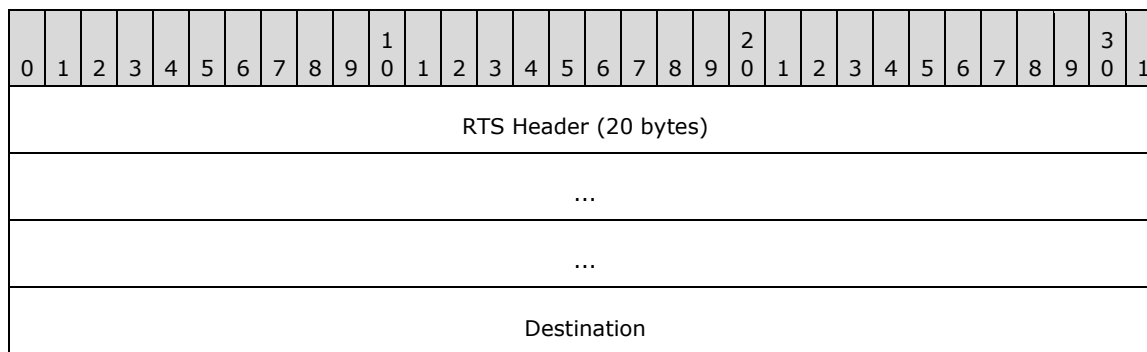 1 2 3
0 1 2 3 4 5 6 7 8 9 0 1 2 3 4 5 6 7 8 9 0 1 2 3 4 5 6 7 8 9 0 1
RTS Header (20 bytes)
...
...
Destination